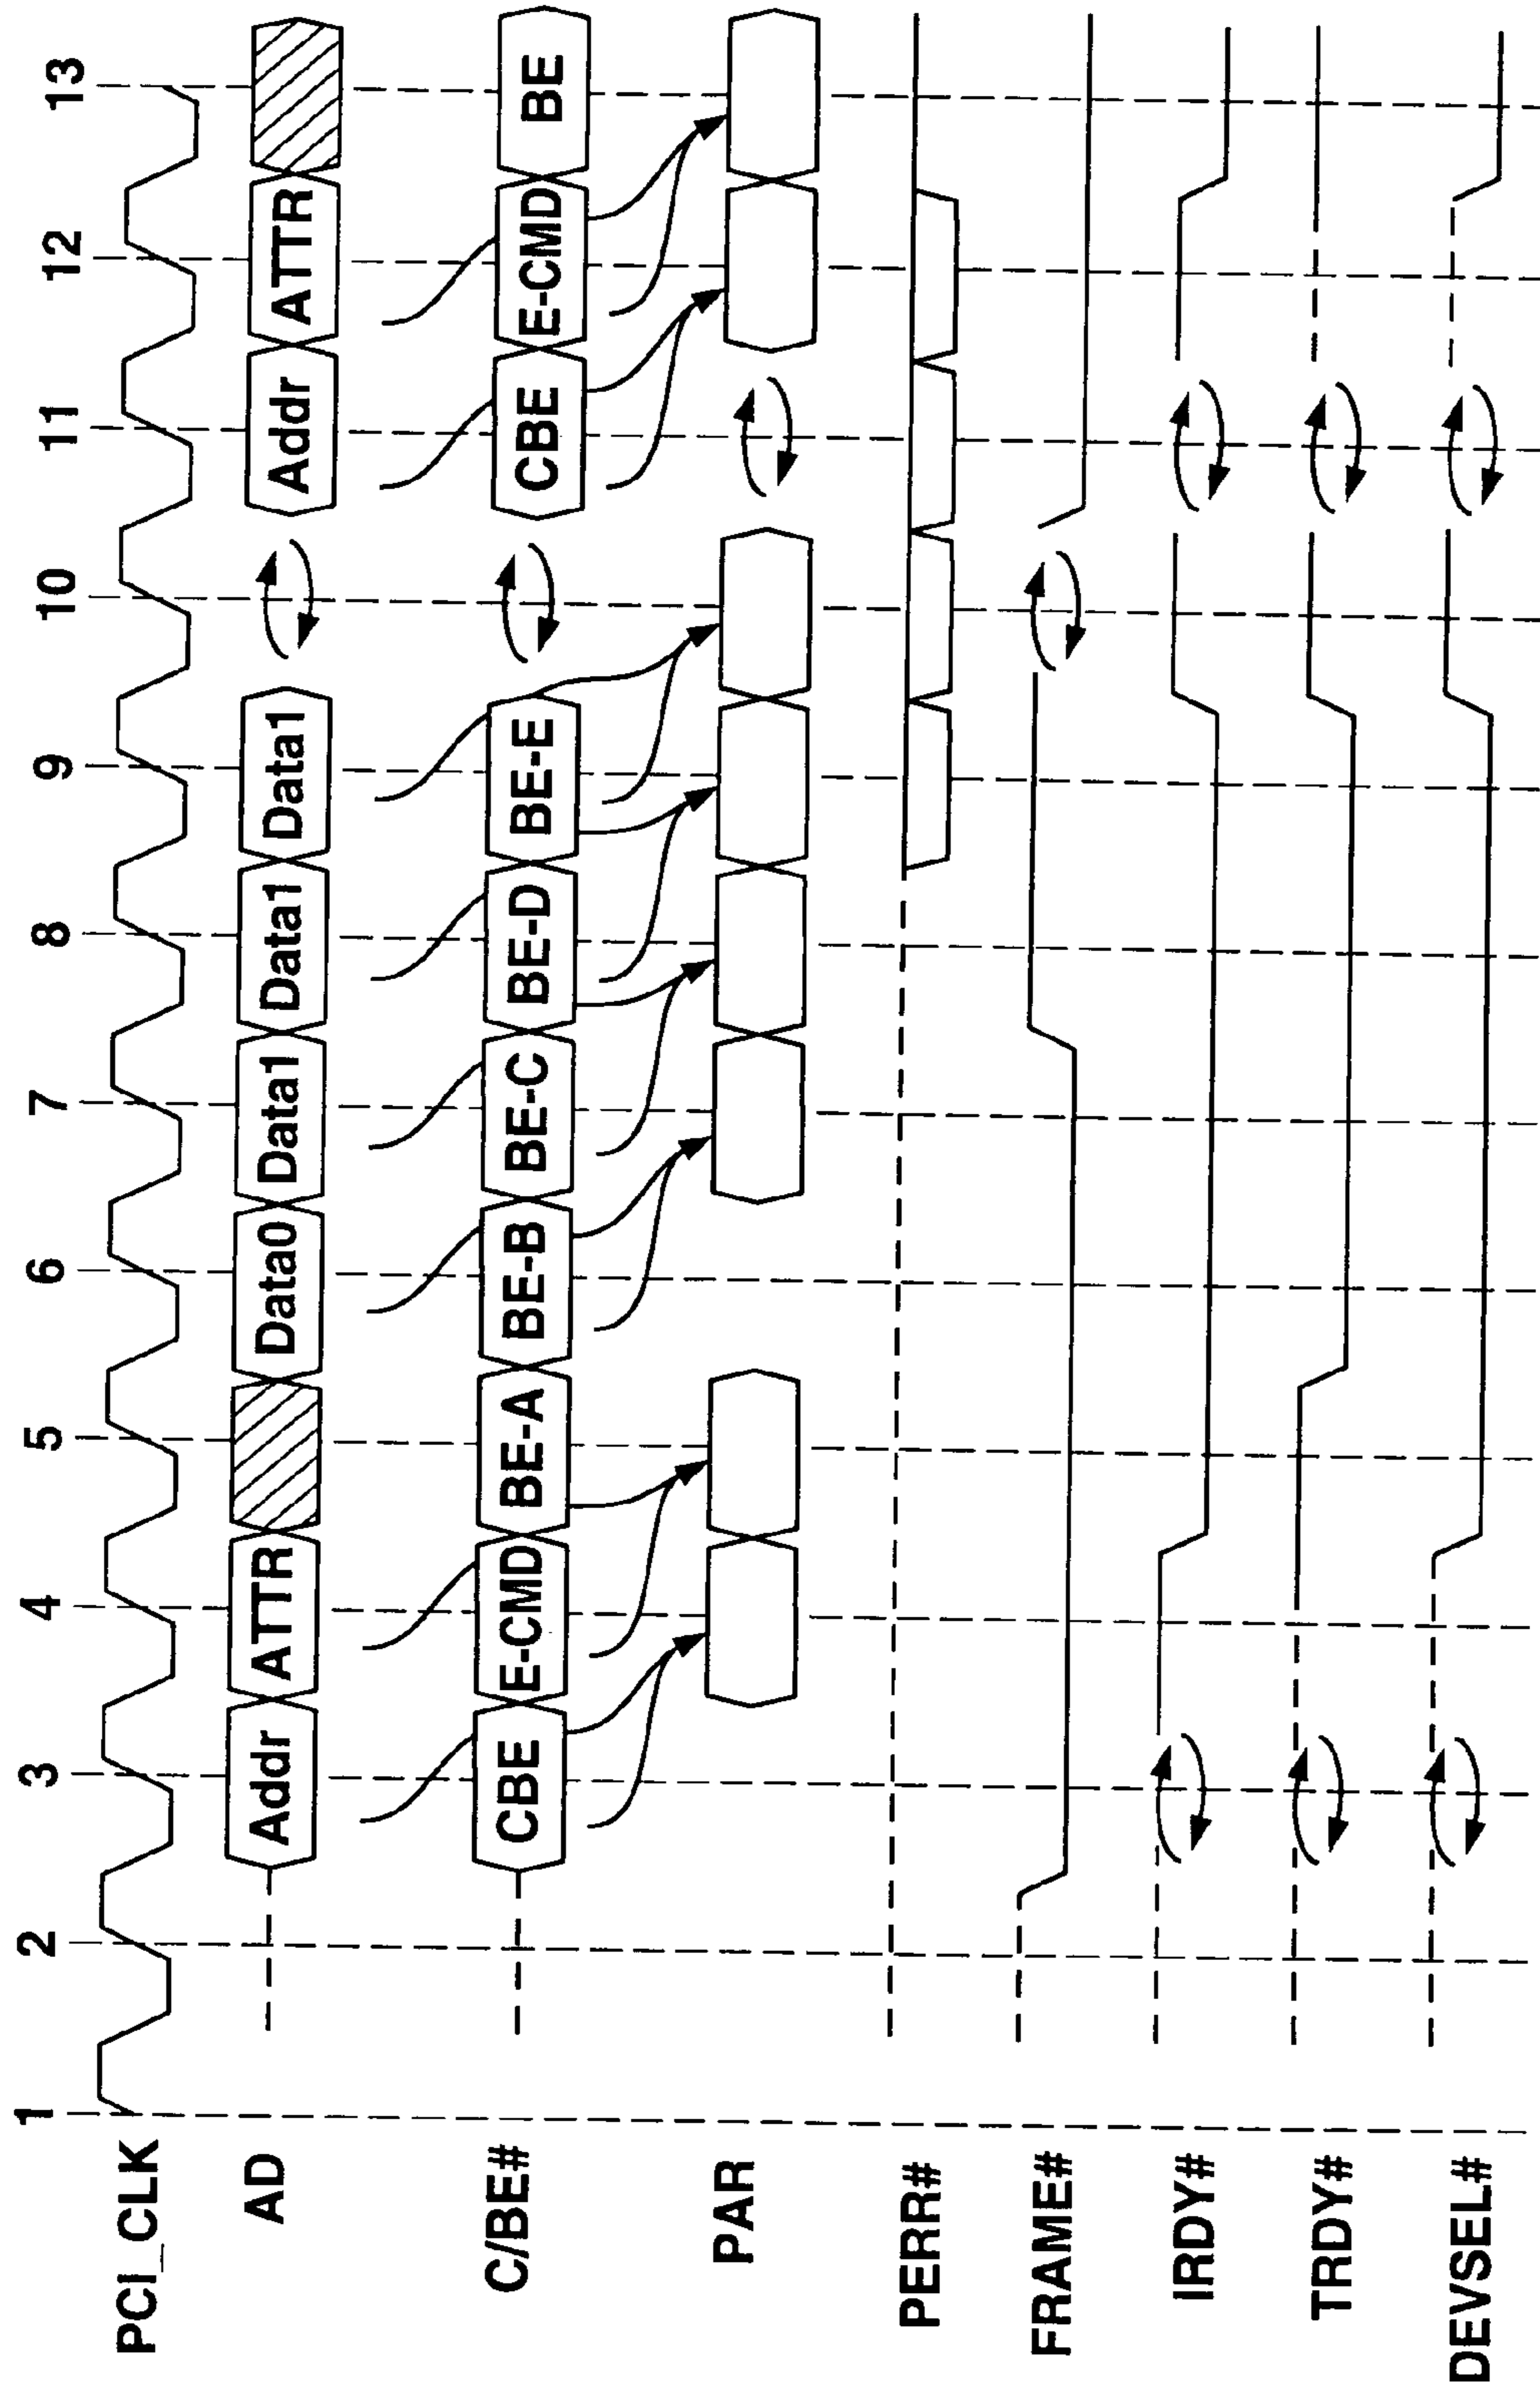 1 2 3 4 5 6 7 8 9 10 11 12 13
PCI_CLK
AD Addr ATTR Data0 Data1 Data1 Data1 Addr ATTR
C/BE# CBE E-CMD BE-A BE-B BE-C BE-D BE-E CBE E-CMD BE
PAR
PERR#
FRAME#
IRDY#
TRDY#
DEVSEL#